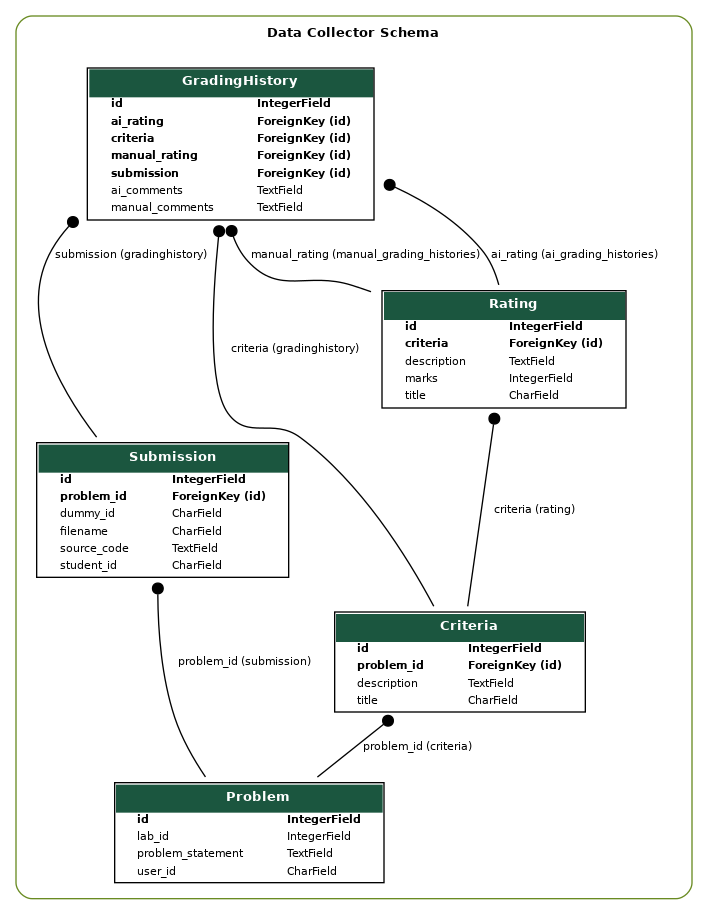 Data Collector Schema
GradingHistory
id IntegerField
ai_rating ForeignKey (id)
criteria ForeignKey (id)
manual_rating ForeignKey (id)
submission ForeignKey (id)
ai_comments TextField
manual_comments TextField
submission (gradinghistory)
manual_rating (manual_grading_histories)
ai_rating (ai_grading_histories)
Rating
id IntegerField
criteria ForeignKey (id)
description TextField
marks IntegerField
title CharField
criteria (gradinghistory)
Submission
id IntegerField
problem_id ForeignKey (id)
dummy_id CharField
filename CharField
source_code TextField
student_id CharField
criteria (rating)
Criteria
id IntegerField
problem_id ForeignKey (id)
description TextField
title CharField
problem_id (submission)
problem_id (criteria)
Problem
id IntegerField
lab_id IntegerField
problem_statement TextField
user_id CharField